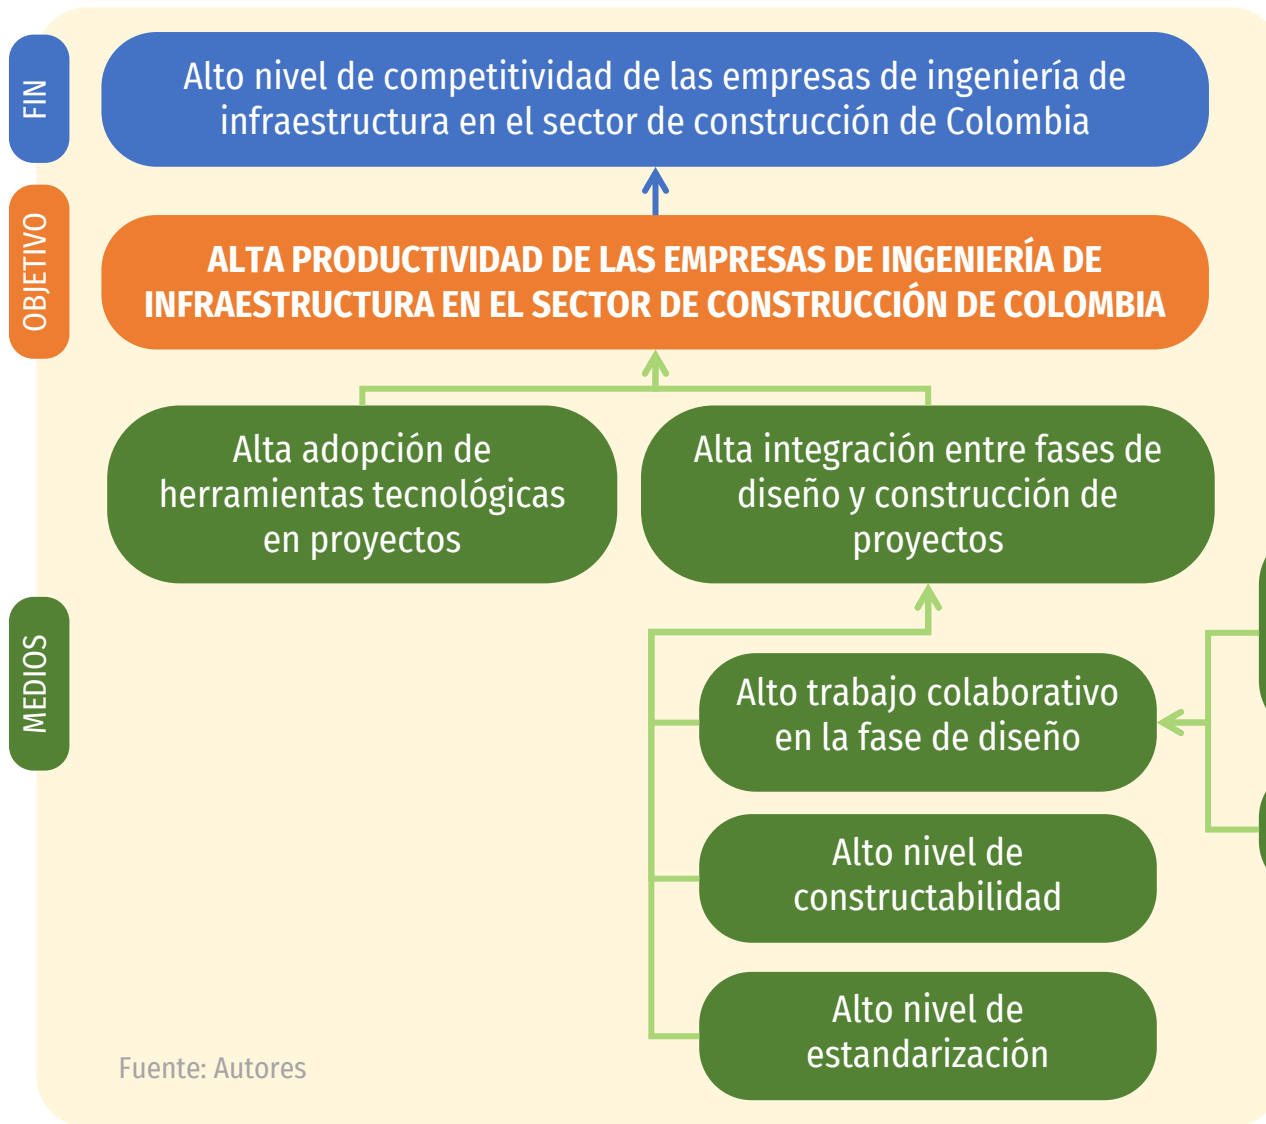 FIN
Alto nivel de competitividad de las empresas de ingeniería de
infraestructura en el sector de construcción de Colombia
OBJETIVO
ALTA PRODUCTIVIDAD DE LAS EMPRESAS DE INGENIERÍA DE
INFRAESTRUCTURA EN EL SECTOR DE CONSTRUCCIÓN DE COLOMBIA
Alta adopción de
herramientas tecnológicas
en proyectos
Alta integración entre fases de
diseño y construcción de
proyectos
MEDIOS
Alto trabajo colaborativo
en la fase de diseño
Alto nivel de
constructabilidad
Alto nivel de
estandarización
Fuente: Autores